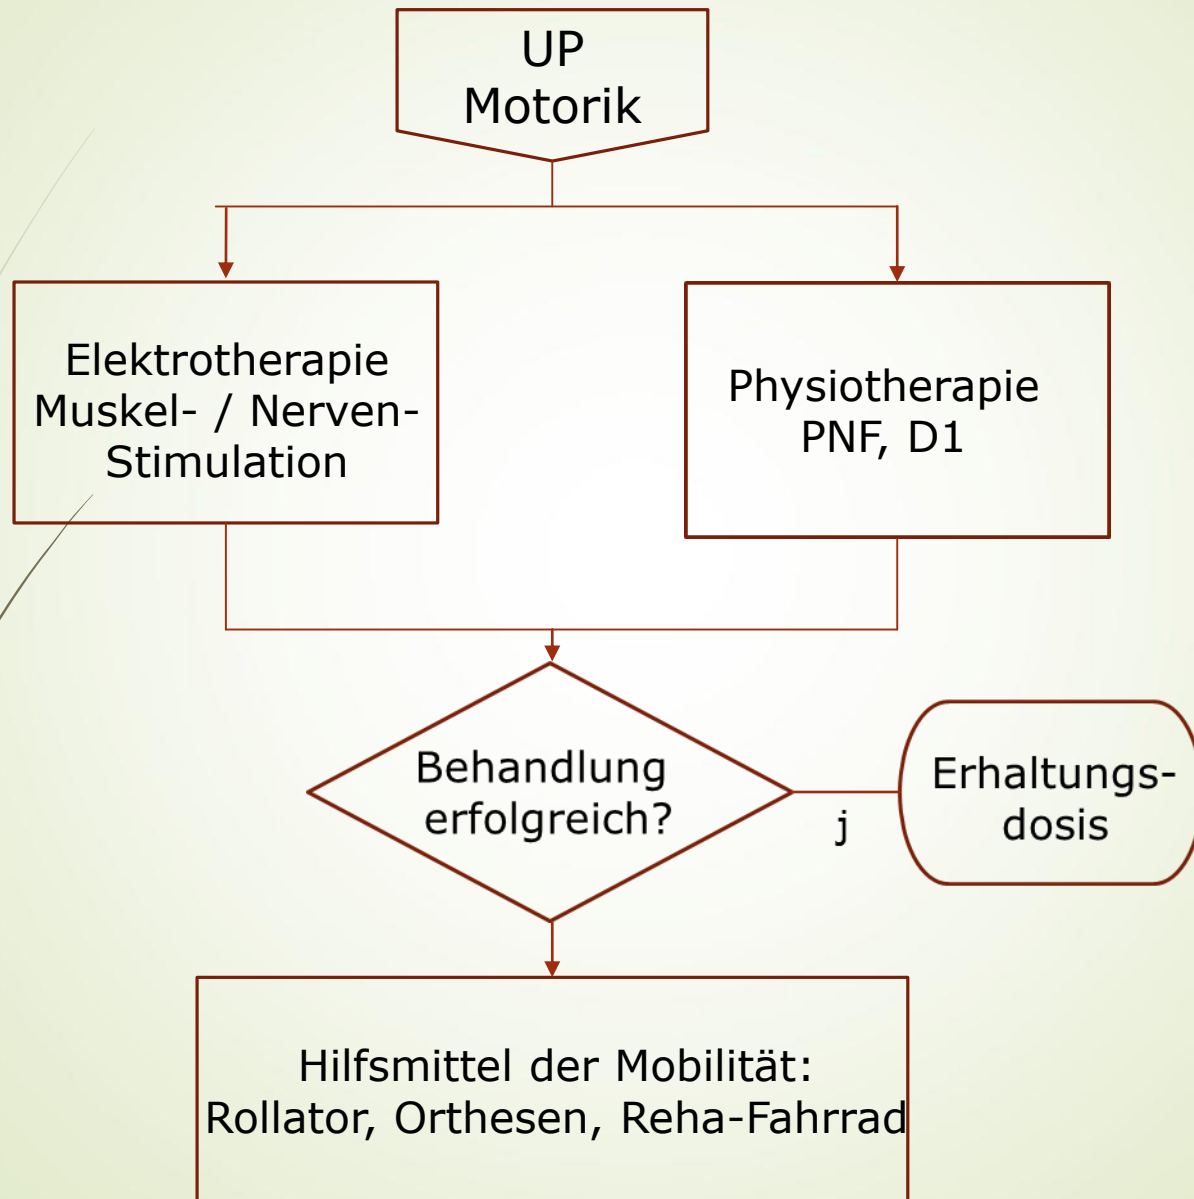 UP
Motorik
Elektrotherapie
Muskel- / Nerven-
Stimulation
Physiotherapie
PNF, D1
Behandlung
erfolgreich?
j
Erhaltungs-
dosis
Hilfsmittel der Mobilität:
Rollator, Orthesen, Reha-Fahrrad